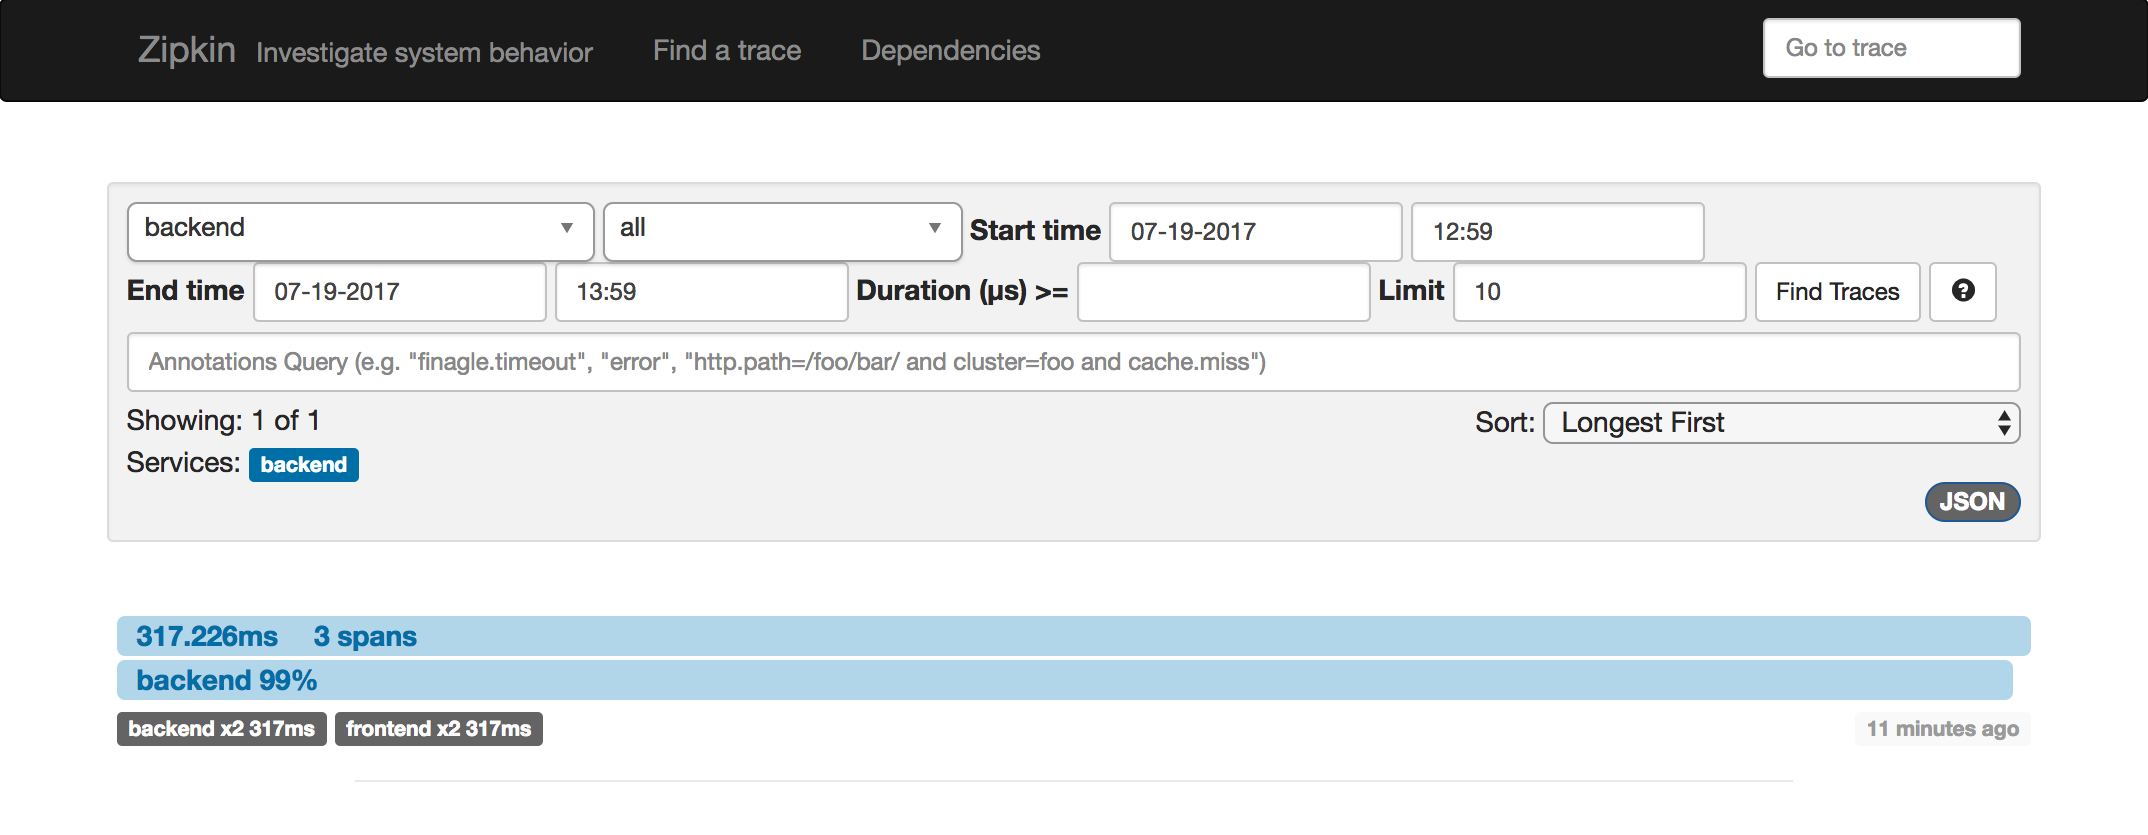 Zipkin Investigate system behavior Find a trace Dependencies Go to trace
backend all Start time 07-19-2017 12:59
End time 07-19-2017 13:59 Duration (µs) >= Limit 10 Find Traces ?
Annotations Query (e.g. "finagle.timeout", "error", "http.path=/foo/bar/ and cluster=foo and cache.miss")
Showing: 1 of 1 Sort: Longest First
Services: backend
JSON
317.226ms 3 spans
backend 99%
backend x2 317ms frontend x2 317ms 11 minutes ago